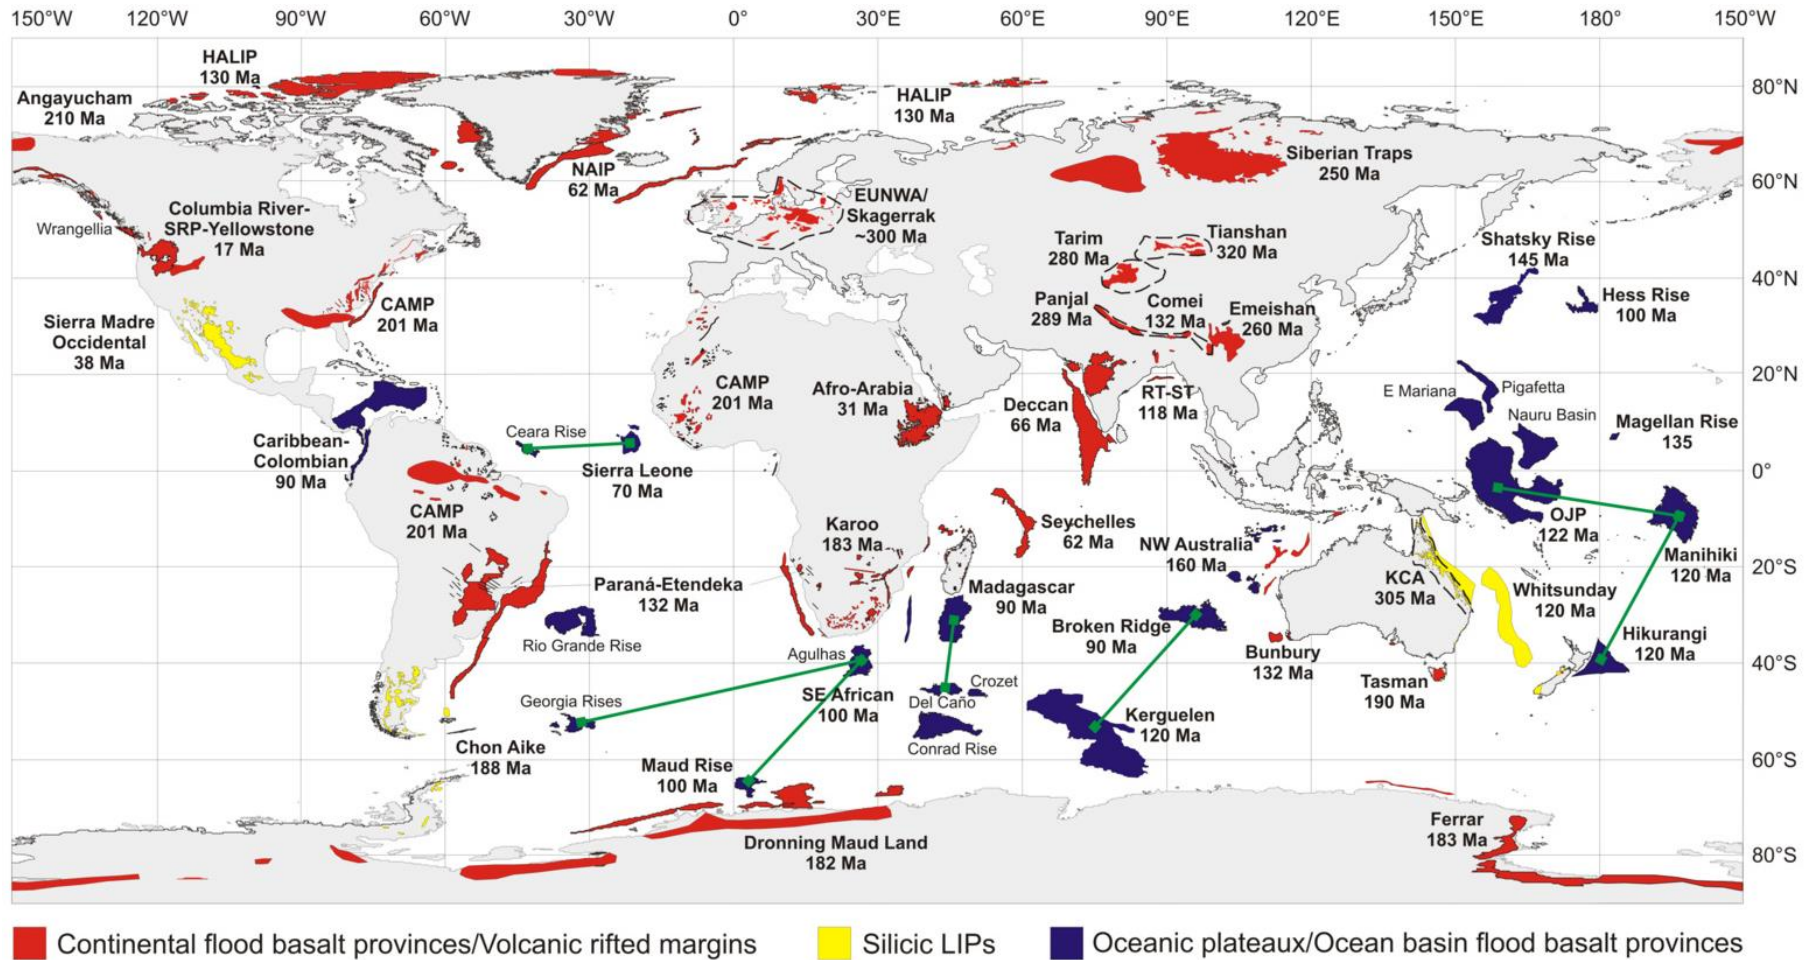 150°W 120°W 90°W 60°W 30°W 0° 30°E 60°E 90°E 120°E 150°E 180° 150°W
80°N
60°N
40°N
20°N
0°
20°S
40°S
60°S
80°S
HALIP
130 Ma
Angayucham
210 Ma
HALIP
130 Ma
NAIP
62 Ma
Siberian Traps
250 Ma
Wrangellia
Columbia River-
SRP-Yellowstone
17 Ma
EUNWA/
Skagerrak
~300 Ma
Tarim
280 Ma
Tianshan
320 Ma
Shatsky Rise
145 Ma
Hess Rise
100 Ma
CAMP
201 Ma
Panjal
289 Ma
Comei
132 Ma
Emeishan
260 Ma
Sierra Madre
Occidental
38 Ma
CAMP
201 Ma
Afro-Arabia
31 Ma
Deccan
66 Ma
RT-ST
118 Ma
E Mariana
Pigafetta
Nauru Basin
Magellan Rise
135
Caribbean-
Colombian
90 Ma
Ceara Rise
Sierra Leone
70 Ma
CAMP
201 Ma
Karoo
183 Ma
Seychelles
62 Ma
NW Australia
160 Ma
OJP
122 Ma
Manihiki
120 Ma
KCA
305 Ma
Whitsunday
120 Ma
Paraná-Etendeka
132 Ma
Madagascar
90 Ma
Broken Ridge
90 Ma
Rio Grande Rise
Agulhas
Bunbury
132 Ma
Hikurangi
120 Ma
Tasman
190 Ma
Georgia Rises
SE African
100 Ma
Crozet
Del Caño
Conrad Rise
Kerguelen
120 Ma
Chon Aike
188 Ma
Maud Rise
100 Ma
Dronning Maud Land
182 Ma
Ferrar
183 Ma
Continental flood basalt provinces/Volcanic rifted margins
Silicic LIPs
Oceanic plateaux/Ocean basin flood basalt provinces